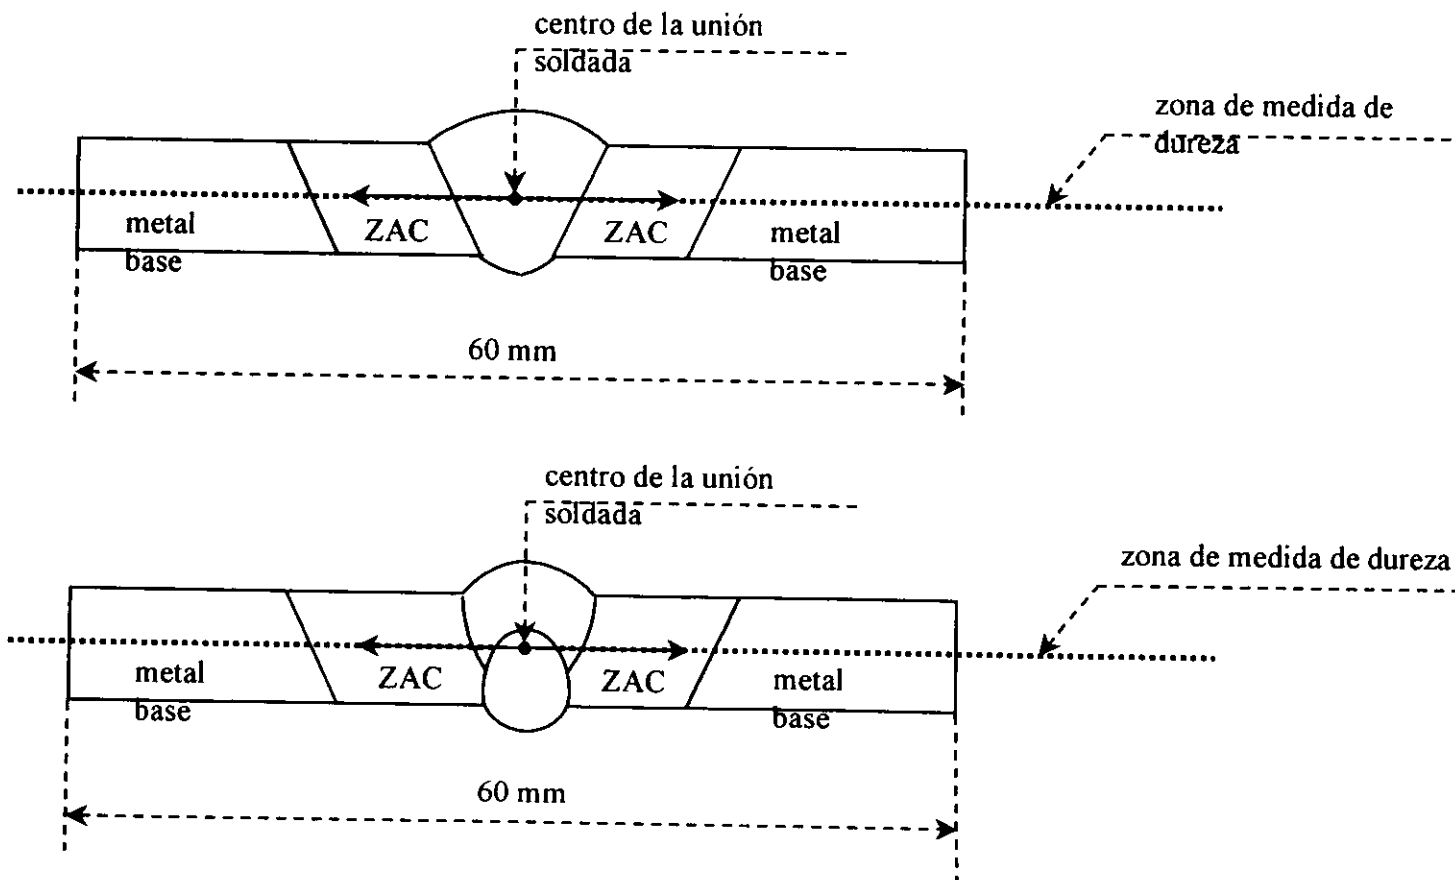 centro de la unión
soldada
zona de medida de
dureza
metal
base
ZAC
ZAC
metal
base
60 mm
centro de la unión
soldada
zona de medida de dureza
metal
base
ZAC
ZAC
metal
base
60 mm